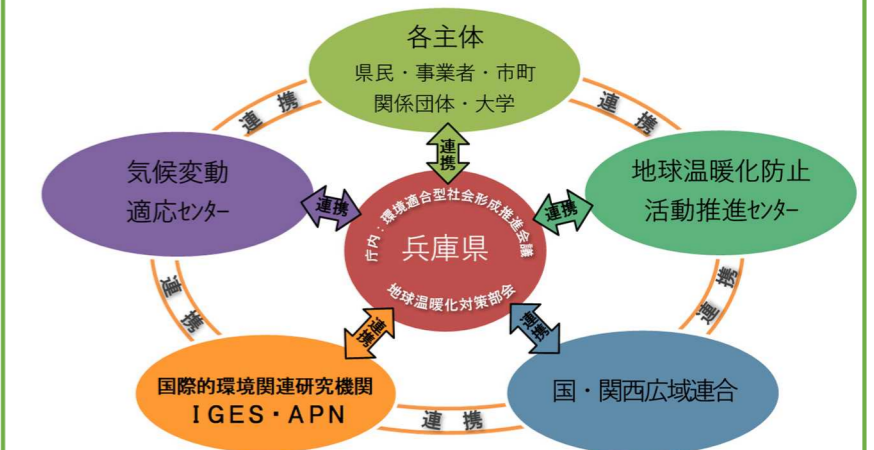 各主体
県民・事業者・市町
関係団体・大学
連携
連携
連携
気候変動
適応ｾﾝﾀｰ
連携
庁内：環境適合型社会形成推進会議
兵庫県
地球温暖化対策部会
連携
地球温暖化防止
活動推進ｾﾝﾀｰ
連携
連携
連携
連携
国際的環境関連研究機関
ＩGES・APN
連携
国・関西広域連合